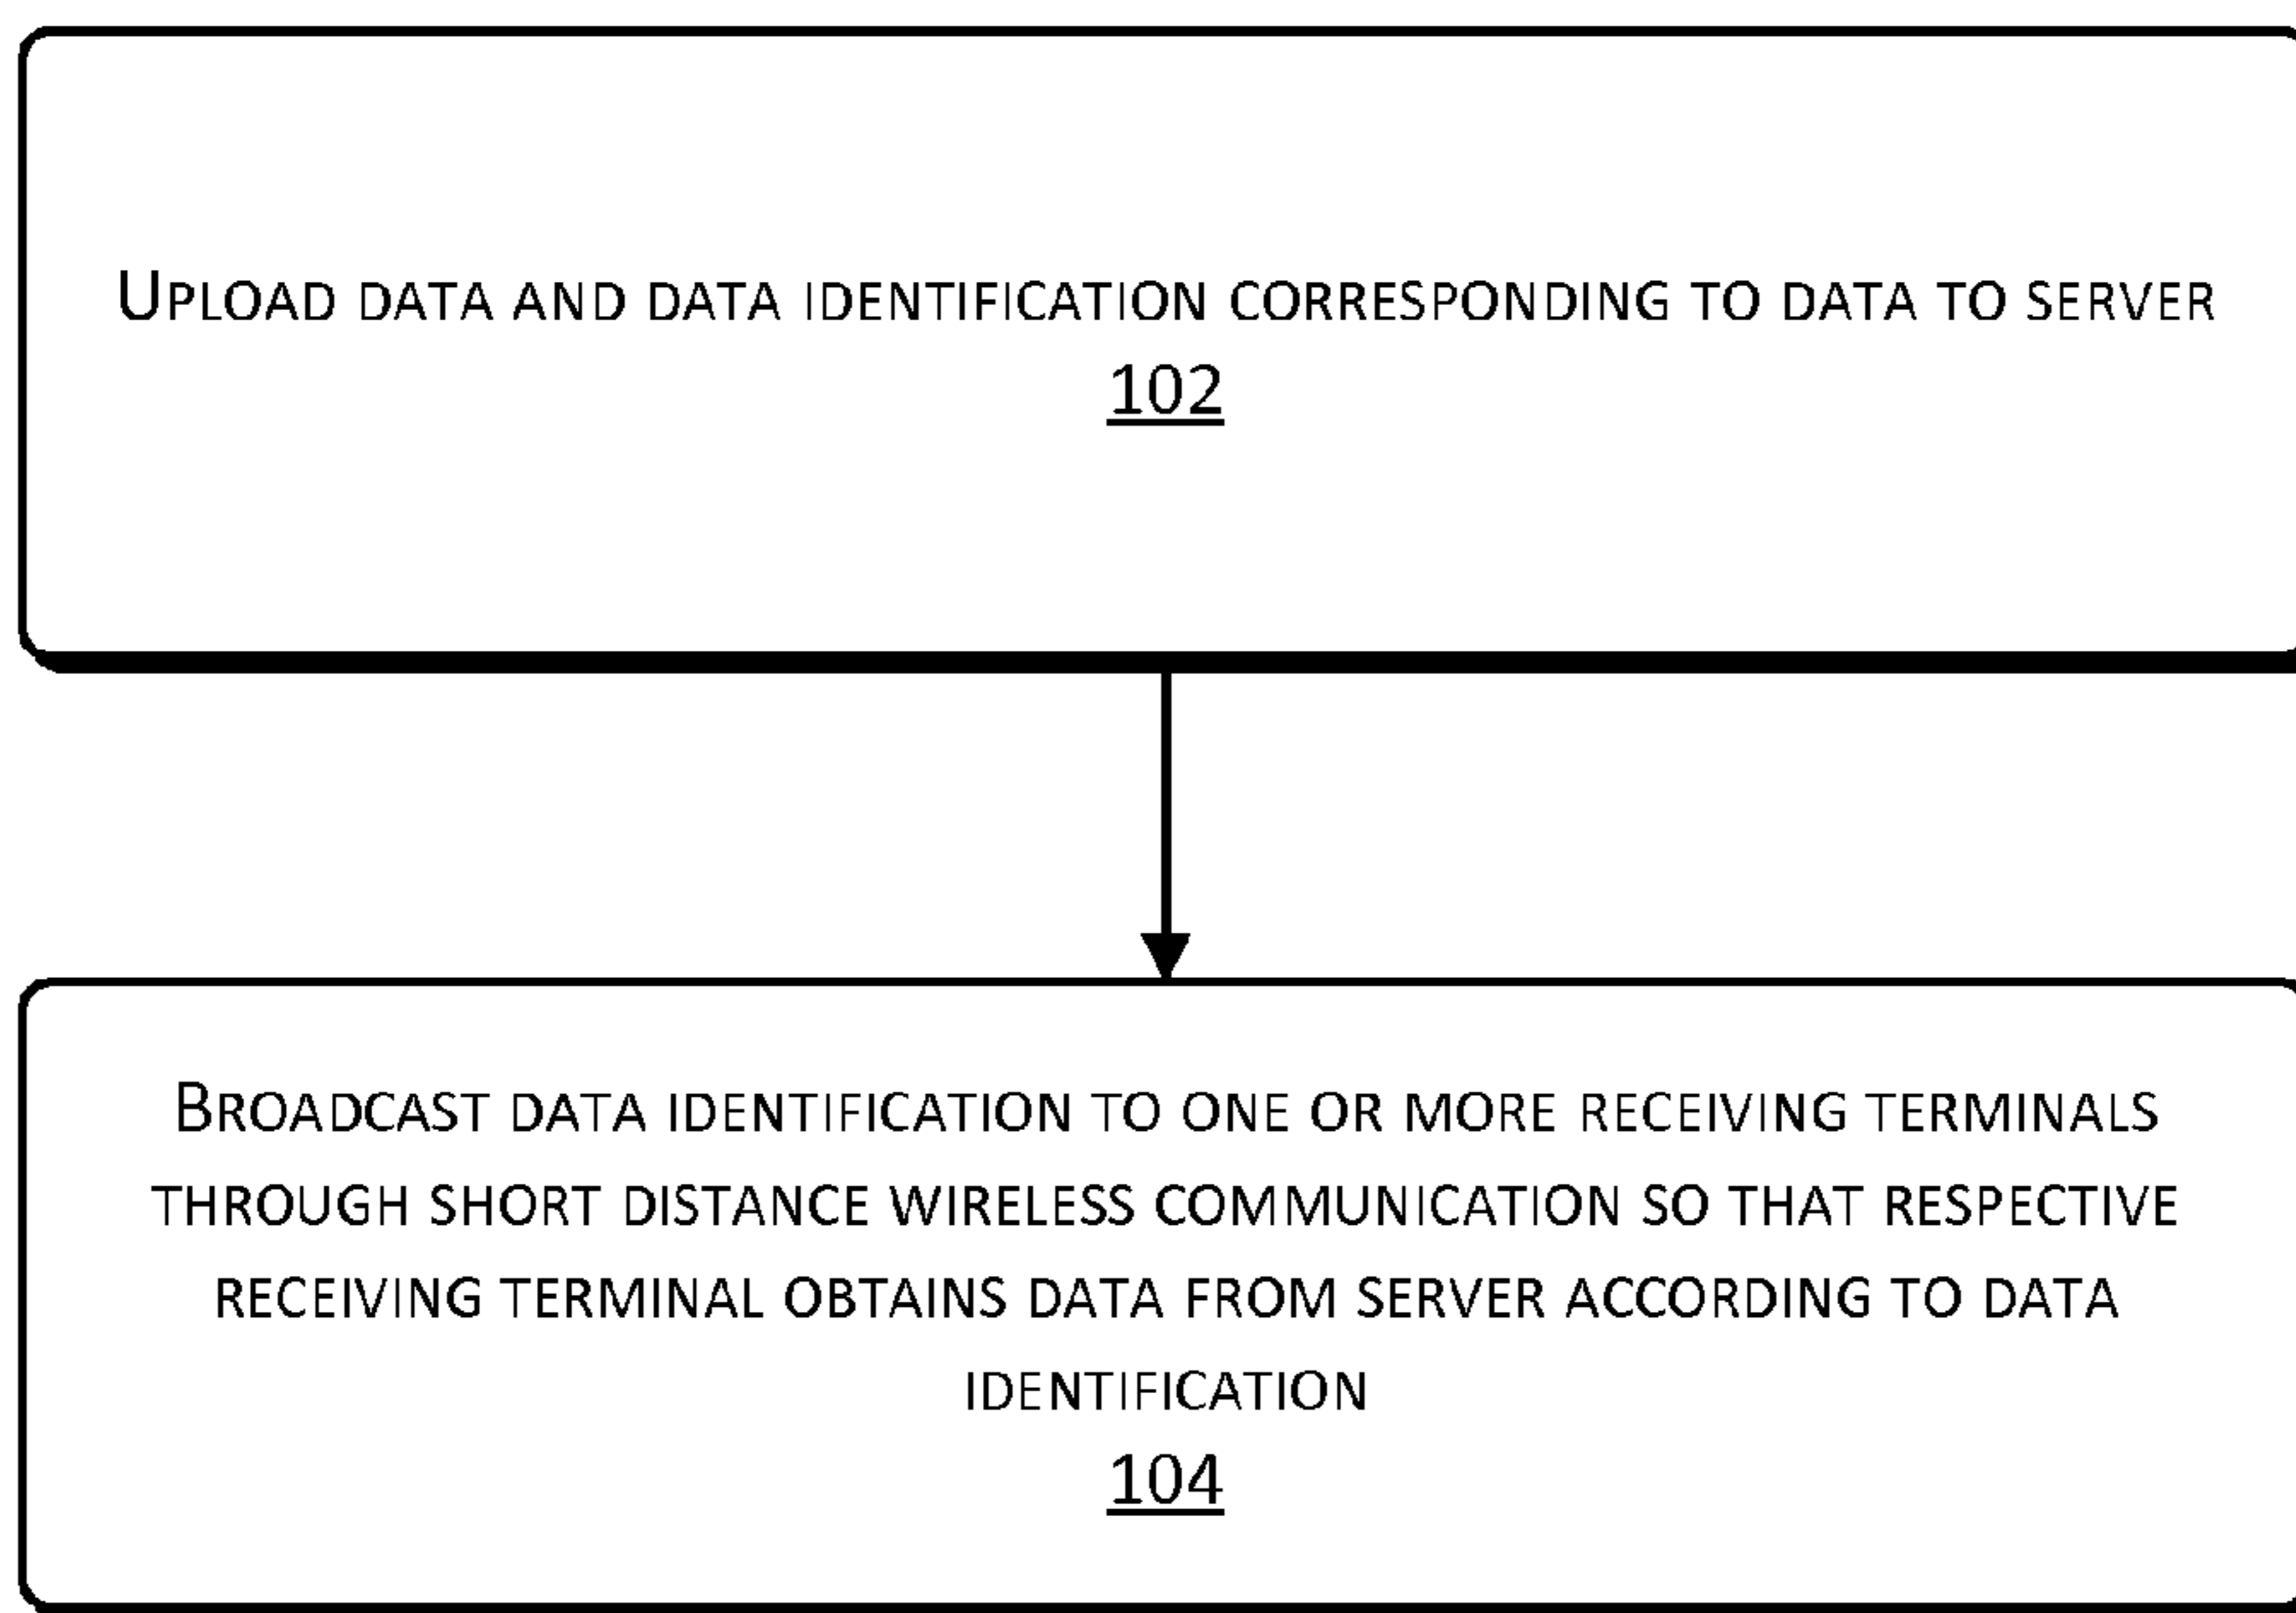 UPLOAD DATA AND DATA IDENTIFICATION CORRESPONDING TO DATA TO SERVER
102
BROADCAST DATA IDENTIFICATION TO ONE OR MORE RECEIVING TERMINALS
THROUGH SHORT DISTANCE WIRELESS COMMUNICATION SO THAT RESPECTIVE
RECEIVING TERMINAL OBTAINS DATA FROM SERVER ACCORDING TO DATA
IDENTIFICATION
104